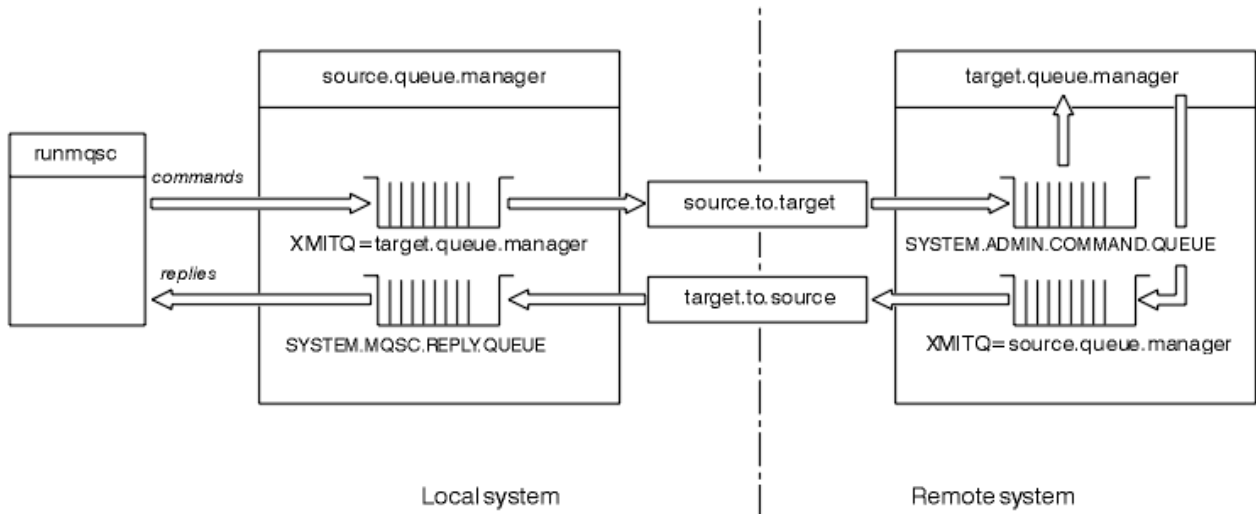 source.queue.manager
target.queue.manager
runmqsc
commands
source.to.target
XMITQ=target.queue.manager
SYSTEM.ADMIN.COMMAND.QUEUE
replies
target.to.source
SYSTEM.MQSC.REPLY.QUEUE
XMITQ=source.queue.manager
Local system
Remote system